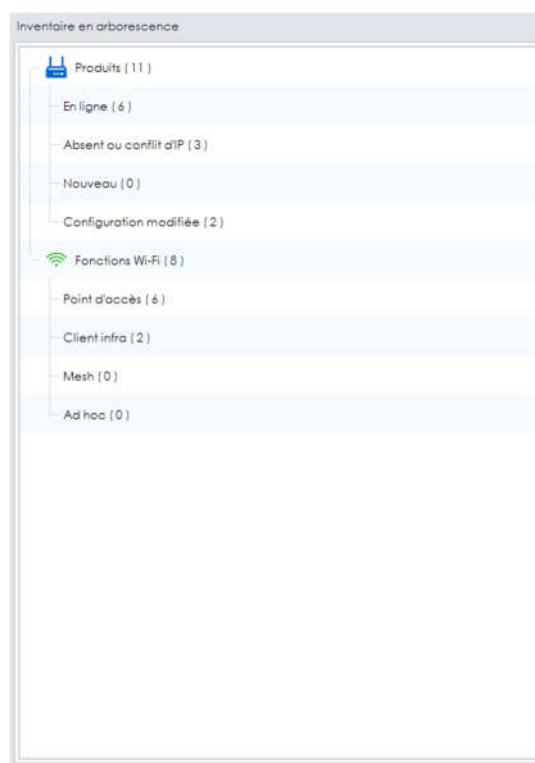 Inventaire en arborescence
Produits ( 11 )
En ligne ( 6 )
Absent ou conflit d'IP ( 3 )
Nouveau ( 0 )
Configuration modifiée ( 2 )
Fonctions Wi-Fi ( 8 )
Point d'accès ( 6 )
Client infra ( 2 )
Mesh ( 0 )
Ad hoc ( 0 )